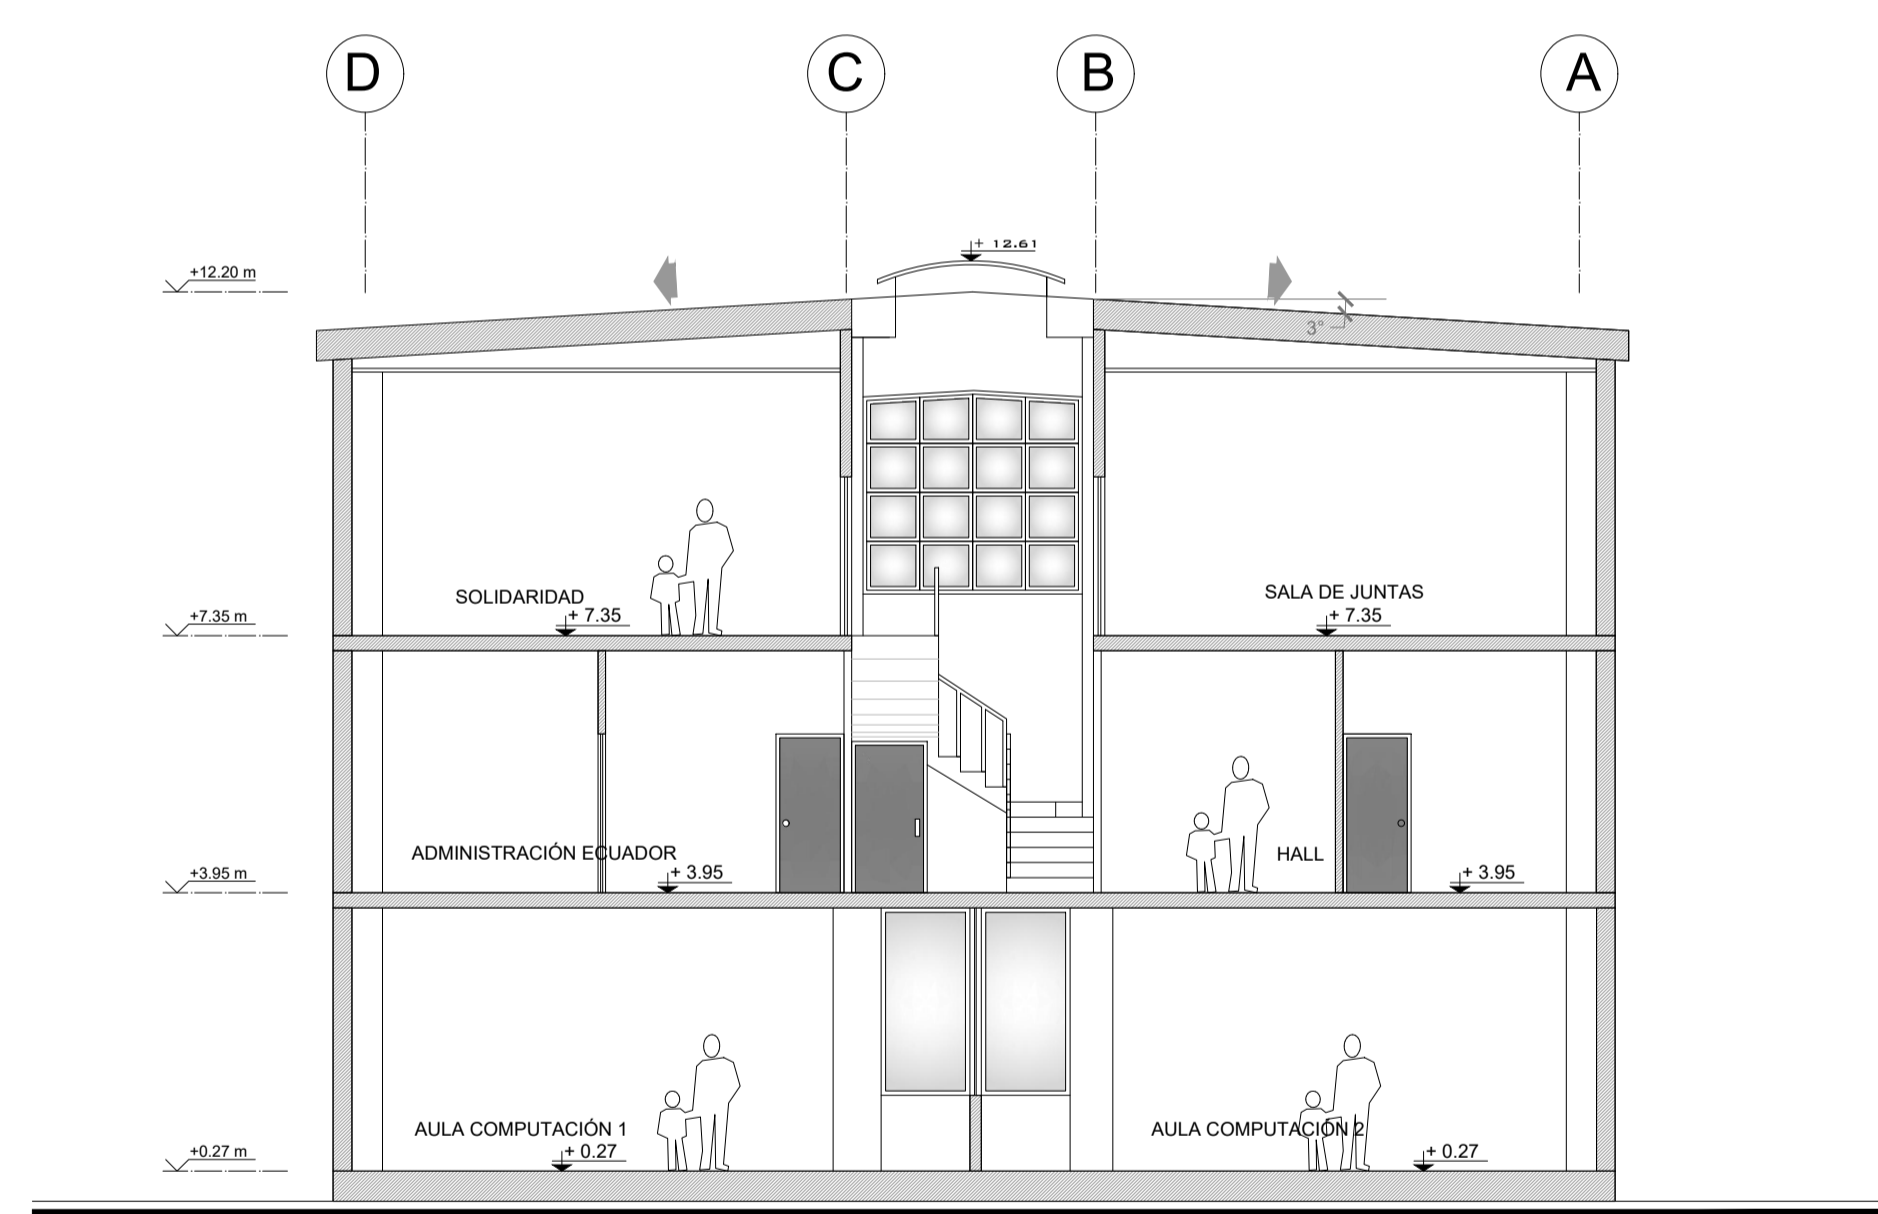 D C B A
+ 12.61
+12.20 m
3°
SOLIDARIDAD
SALA DE JUNTAS
+7.35 m
+ 7.35
+ 7.35
ADMINISTRACIÓN ECUADOR
HALL
+3.95 m
+ 3.95
+ 3.95
AULA COMPUTACIÓN 1
AULA COMPUTACIÓN 2
+0.27 m
+ 0.27
+ 0.27